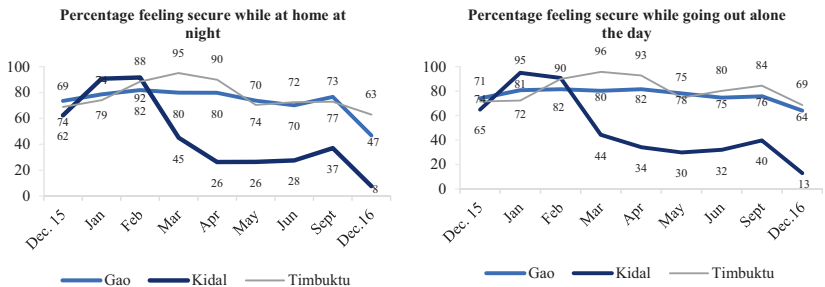 Percentage feeling secure while at home at
night
100
80
60
40
20
0
69 74 88 95 90 70 72 73 63
74 79 92 80 80 74 70 77 47
62 82 45 26 26 28 37 8
Dec. 15 Jan Feb Mar Apr May Jun Sept Dec.16
Gao Kidal Timbuktu
Percentage feeling secure while going out alone
the day
100
80
60
40
20
0
71 95 90 96 93 75 80 84 69
74 81 82 80 82 78 75 76 64
65 72 44 34 30 32 40 13
Dec. 15 Jan Feb Mar Apr May Jun Sept Dec.16
Gao Kidal Timbuktu